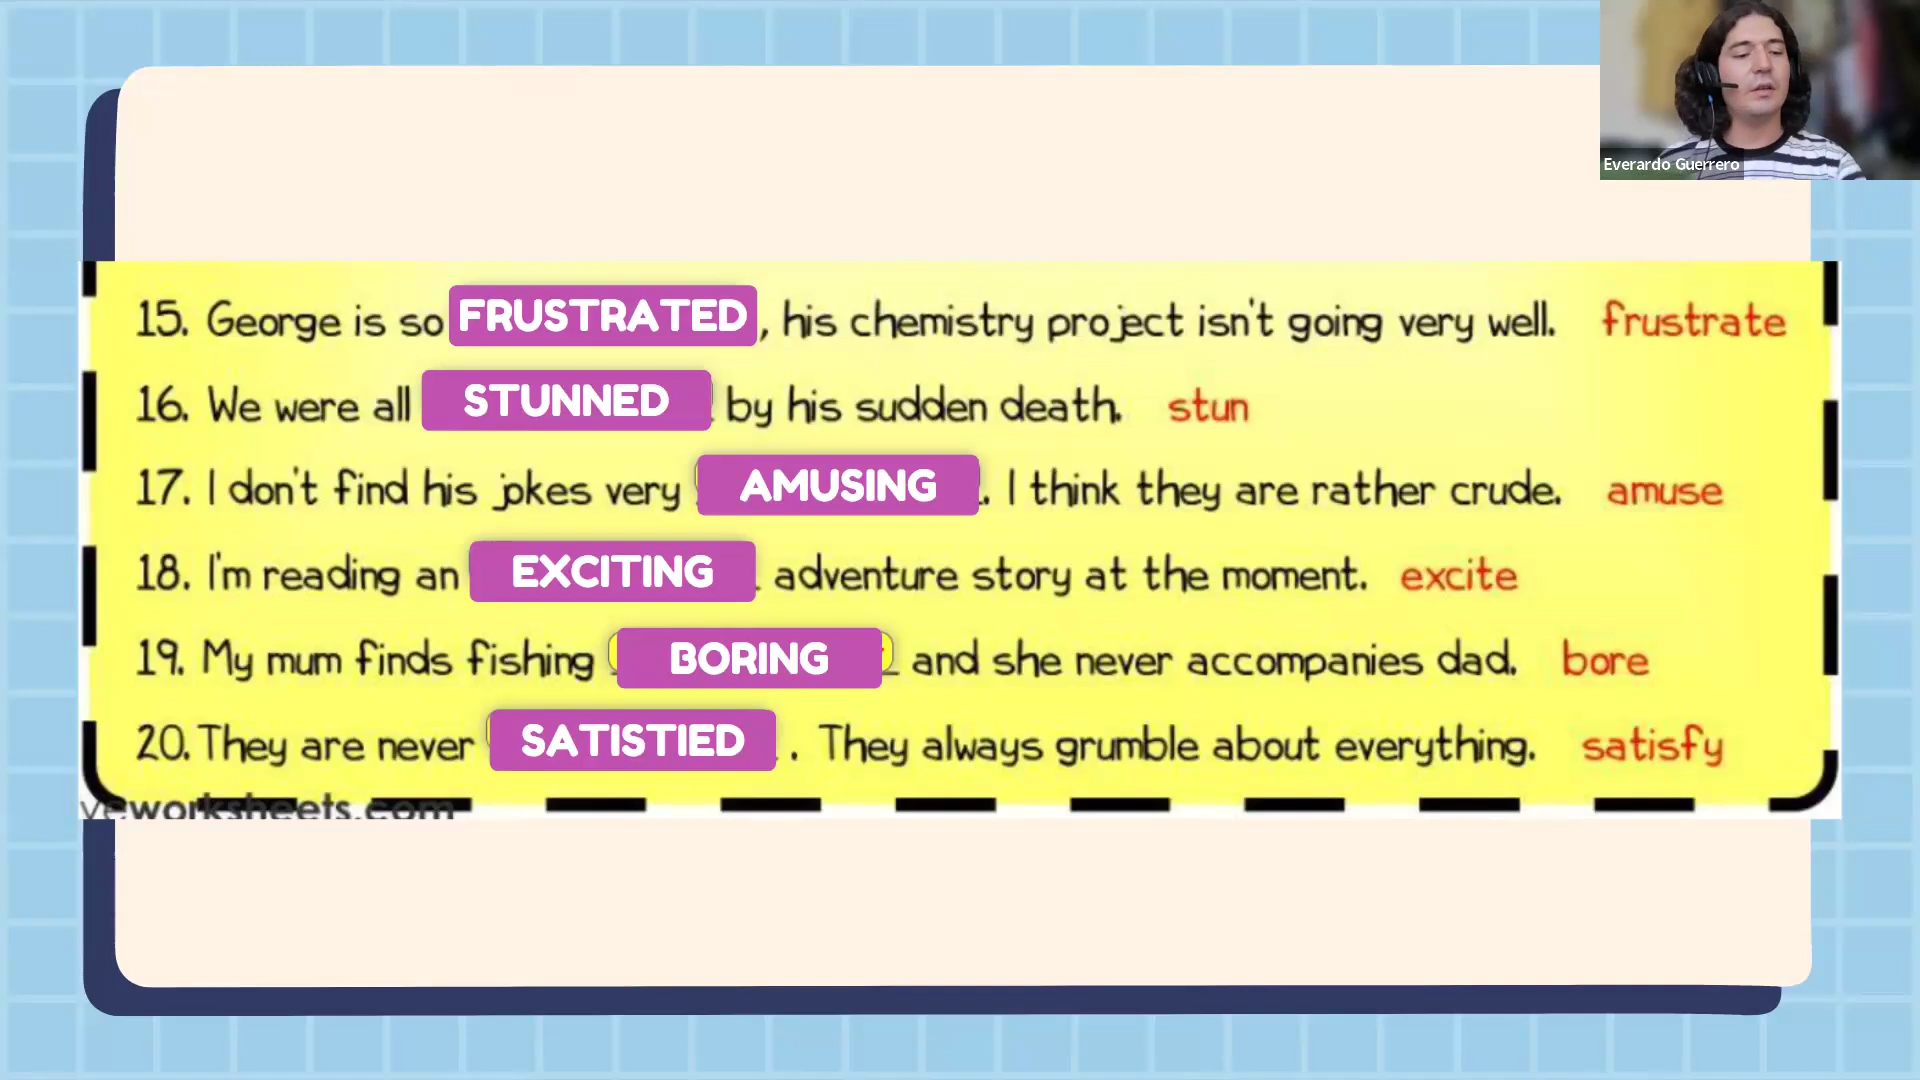 Everardo Guerrero
15. George is so FRUSTRATED, his chemistry project isn't going very well. frustrate
16. We were all STUNNED by his sudden death. stun
17. I don't find his jokes very AMUSING. I think they are rather crude. amuse
18. I'm reading an EXCITING adventure story at the moment. excite
19. My mum finds fishing BORING and she never accompanies dad. bore
20. They are never SATISTIED. They always grumble about everything. satisfy
veworksheets.com